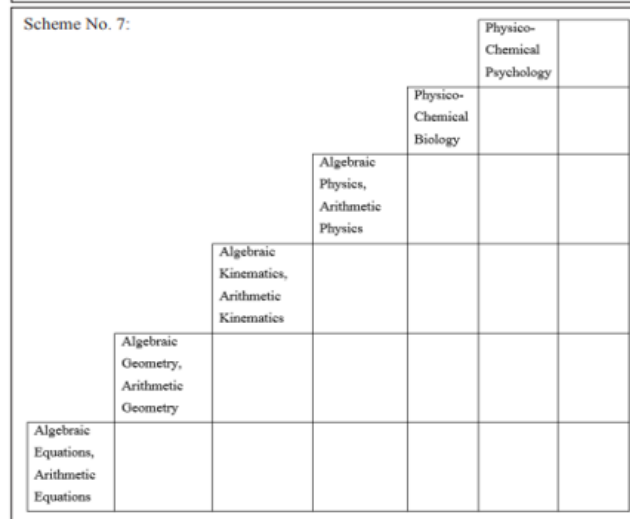 Scheme No. 7:
Physico-
Chemical
Psychology
Physico-
Chemical
Biology
Algebraic
Physics,
Arithmetic
Physics
Algebraic
Kinematics,
Arithmetic
Kinematics
Algebraic
Geometry,
Arithmetic
Geometry
Algebraic
Equations,
Arithmetic
Equations